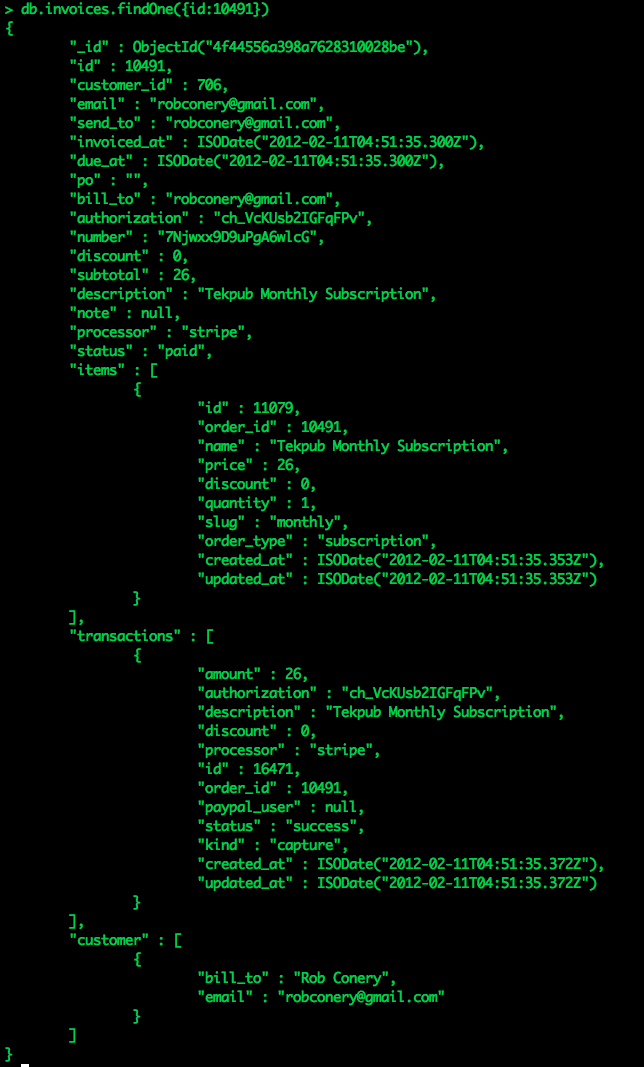 > db.invoices.findOne({id:10491})
{
"_id" : ObjectId("4f44556a398a7628310028be"),
"id" : 10491,
"customer_id" : 706,
"email" : "robconery@gmail.com",
"send_to" : "robconery@gmail.com",
"invoiced_at" : ISODate("2012-02-11T04:51:35.300Z"),
"due_at" : ISODate("2012-02-11T04:51:35.300Z"),
"po" : "",
"bill_to" : "robconery@gmail.com",
"authorization" : "ch_VcKUsb2IGFqFPv",
"number" : "7Njwxx9D9uPgA6wlcG",
"discount" : 0,
"subtotal" : 26,
"description" : "Tekpub Monthly Subscription",
"note" : null,
"processor" : "stripe",
"status" : "paid",
"items" : [
{
"id" : 11079,
"order_id" : 10491,
"name" : "Tekpub Monthly Subscription",
"price" : 26,
"discount" : 0,
"quantity" : 1,
"slug" : "monthly",
"order_type" : "subscription",
"created_at" : ISODate("2012-02-11T04:51:35.353Z"),
"updated_at" : ISODate("2012-02-11T04:51:35.353Z")
}
],
"transactions" : [
{
"amount" : 26,
"authorization" : "ch_VcKUsb2IGFqFPv",
"description" : "Tekpub Monthly Subscription",
"discount" : 0,
"processor" : "stripe",
"id" : 16471,
"order_id" : 10491,
"paypal_user" : null,
"status" : "success",
"kind" : "capture",
"created_at" : ISODate("2012-02-11T04:51:35.372Z"),
"updated_at" : ISODate("2012-02-11T04:51:35.372Z")
}
],
"customer" : [
{
"bill_to" : "Rob Conery",
"email" : "robconery@gmail.com"
}
]
}